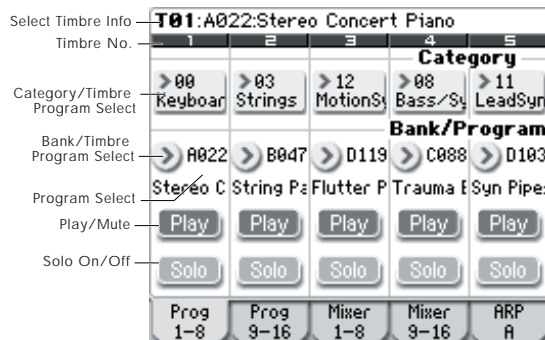 Select Timbre Info
T01:A022:Stereo Concert Piano
Timbre No.
1 2 3 4 5
Category
Category/Timbre
Program Select
00 03 12 08 11
Keyboar Strings MotionSy Bass/Sy LeadSyn
Bank/Program
Bank/Timbre
Program Select
A022 B047 D119 C088 D103
Program Select
Stereo C String Pa Flutter P Trauma Syn Pipe
Play/Mute
Play Play Play Play Play
Solo On/Off
Solo Solo Solo Solo Solo
Prog Prog Mixer Mixer ARP
1-8 9-16 1-8 9-16 A